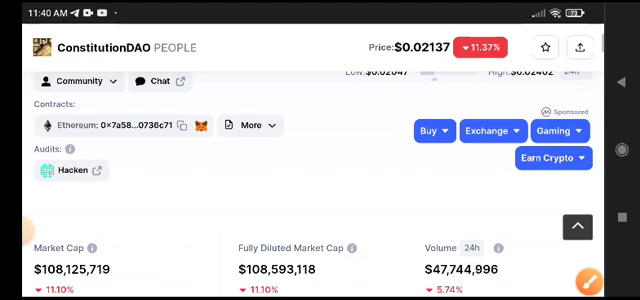 11:40 AM
73
ConstitutionDAO PEOPLE
Price:$0.02137
11.37%
Community
Chat
Low:$0.02047
High:$0.02402 24h
Contracts:
Ethereum: 0x7a58...0736c71
More
Sponsored
Buy
Exchange
Gaming
Audits:
Hacken
Earn Crypto
Market Cap
Fully Diluted Market Cap
Volume 24h
$108,125,719
$108,593,118
$47,744,996
11.10%
11.10%
5.74%